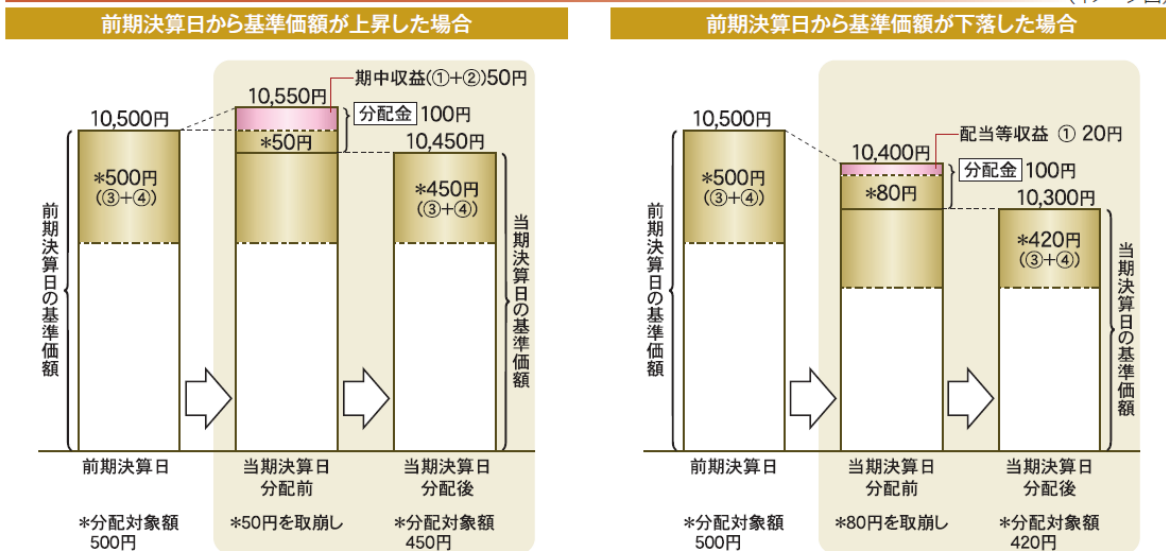 前期決算日から基準価額が上昇した場合
期中収益(①+②)50円
10,550円
10,500円
分配金 100円
*50円
10,450円
*500円
(③+④)
*450円
(③+④)
前期決算日の基準価額
当期決算日の基準価額
前期決算日
当期決算日
分配前
当期決算日
分配後
*分配対象額
500円
*50円を取崩し
*分配対象額
450円
前期決算日から基準価額が下落した場合
10,500円
配当等収益 ① 20円
10,400円
分配金 100円
*500円
(③+④)
*80円
10,300円
*420円
(③+④)
前期決算日の基準価額
当期決算日の基準価額
前期決算日
当期決算日
分配前
当期決算日
分配後
*分配対象額
500円
*80円を取崩し
*分配対象額
420円